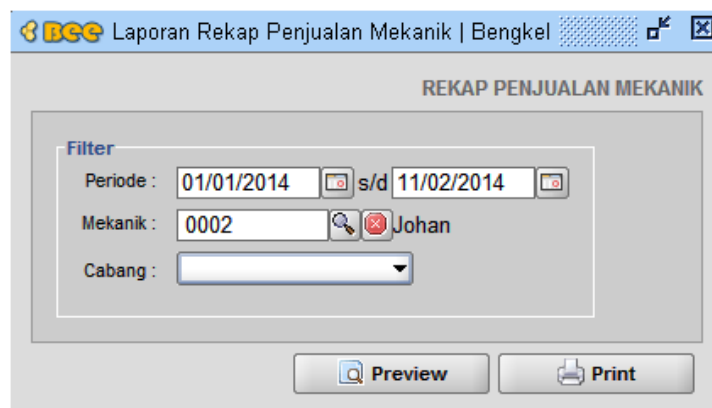 Bee Laporan Rekap Penjualan Mekanik | Bengkel
REKAP PENJUALAN MEKANIK
Filter
Periode : 01/01/2014 s/d 11/02/2014
Mekanik : 0002 Johan
Cabang :
Preview Print